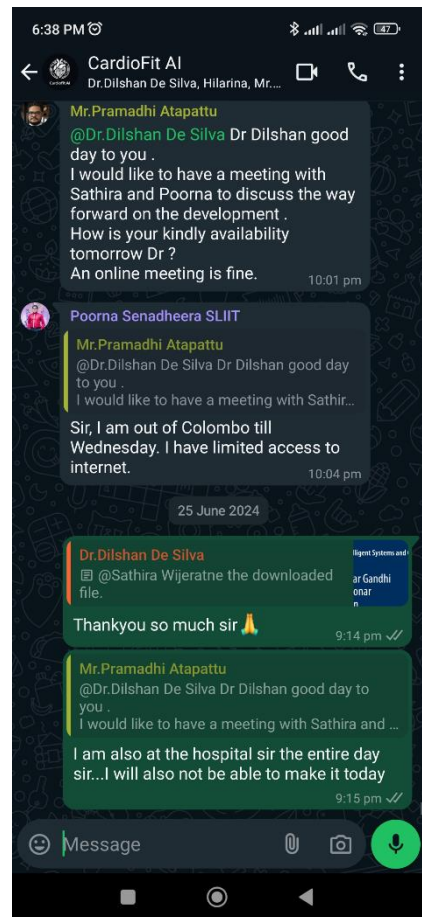 6:38 PM
47
CardioFit AI
Dr.Dilshan De Silva, Hilarina, Mr....
Mr.Pramadhi Atapattu
@Dr.Dilshan De Silva Dr Dilshan good
day to you .
I would like to have a meeting with
Sathira and Poorna to discuss the way
forward on the development .
How is your kindly availability
tomorrow Dr ?
An online meeting is fine.
10:01 pm
Poorna Senadheera SLIIT
Mr.Pramadhi Atapattu
@Dr.Dilshan De Silva Dr Dilshan good day
to you .
I would like to have a meeting with Sathir...
Sir, I am out of Colombo till
Wednesday. I have limited access to
internet.
10:04 pm
25 June 2024
Dr.Dilshan De Silva
@Sathira Wijeratne the downloaded
file.
lligent Systems and
ar Gandhi
onar
n
Thankyou so much sir 🙏
9:14 pm
Mr.Pramadhi Atapattu
@Dr.Dilshan De Silva Dr Dilshan good day to
you .
I would like to have a meeting with Sathira and ...
I am also at the hospital sir the entire day
sir...I will also not be able to make it today
9:15 pm
Message